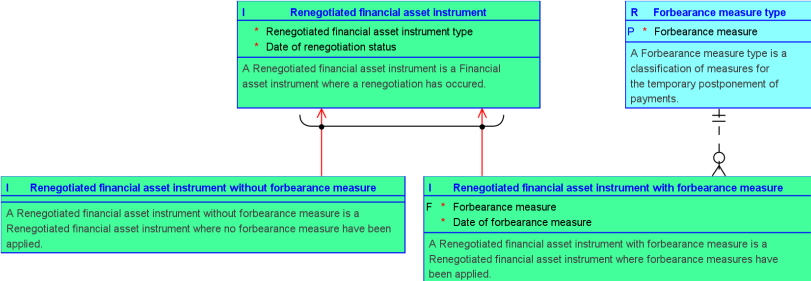 I Renegotiated financial asset instrument
* Renegotiated financial asset instrument type
* Date of renegotiation status
A Renegotiated financial asset instrument is a Financial
asset instrument where a renegotiation has occured.
R Forbearance measure type
P * Forbearance measure
A Forbearance measure type is a
classification of measures for
the temporary postponement of
payments.
I Renegotiated financial asset instrument without forbearance measure
A Renegotiated financial asset instrument without forbearance measure is a
Renegotiated financial asset instrument where no forbearance measure have been
applied.
I Renegotiated financial asset instrument with forbearance measure
F * Forbearance measure
* Date of forbearance measure
A Renegotiated financial asset instrument with forbearance measure is a
Renegotiated financial asset instrument where forbearance measures have
been applied.